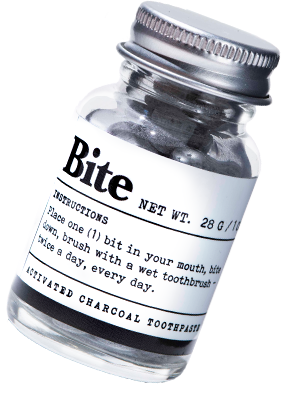 Bite
NET WT. 28 G / 1
INSTRUCTIONS
Place one (1) bit in your mouth, bite
down, brush with a wet toothbrush –
twice a day, every day.
ACTIVATED CHARCOAL TOOTHPASTE